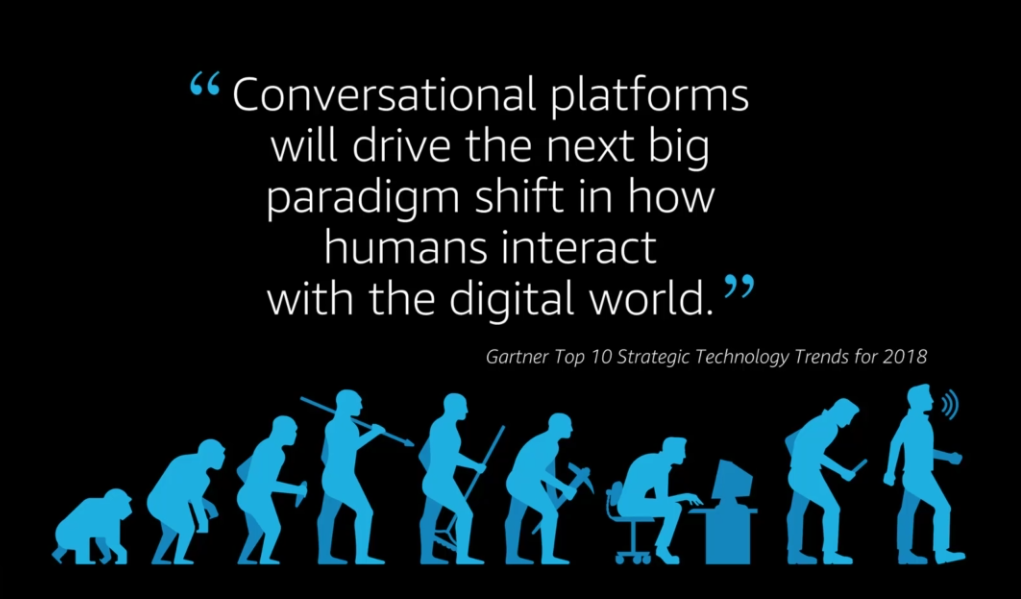 “ Conversational platforms
will drive the next big
paradigm shift in how
humans interact
with the digital world. ”
Gartner Top 10 Strategic Technology Trends for 2018